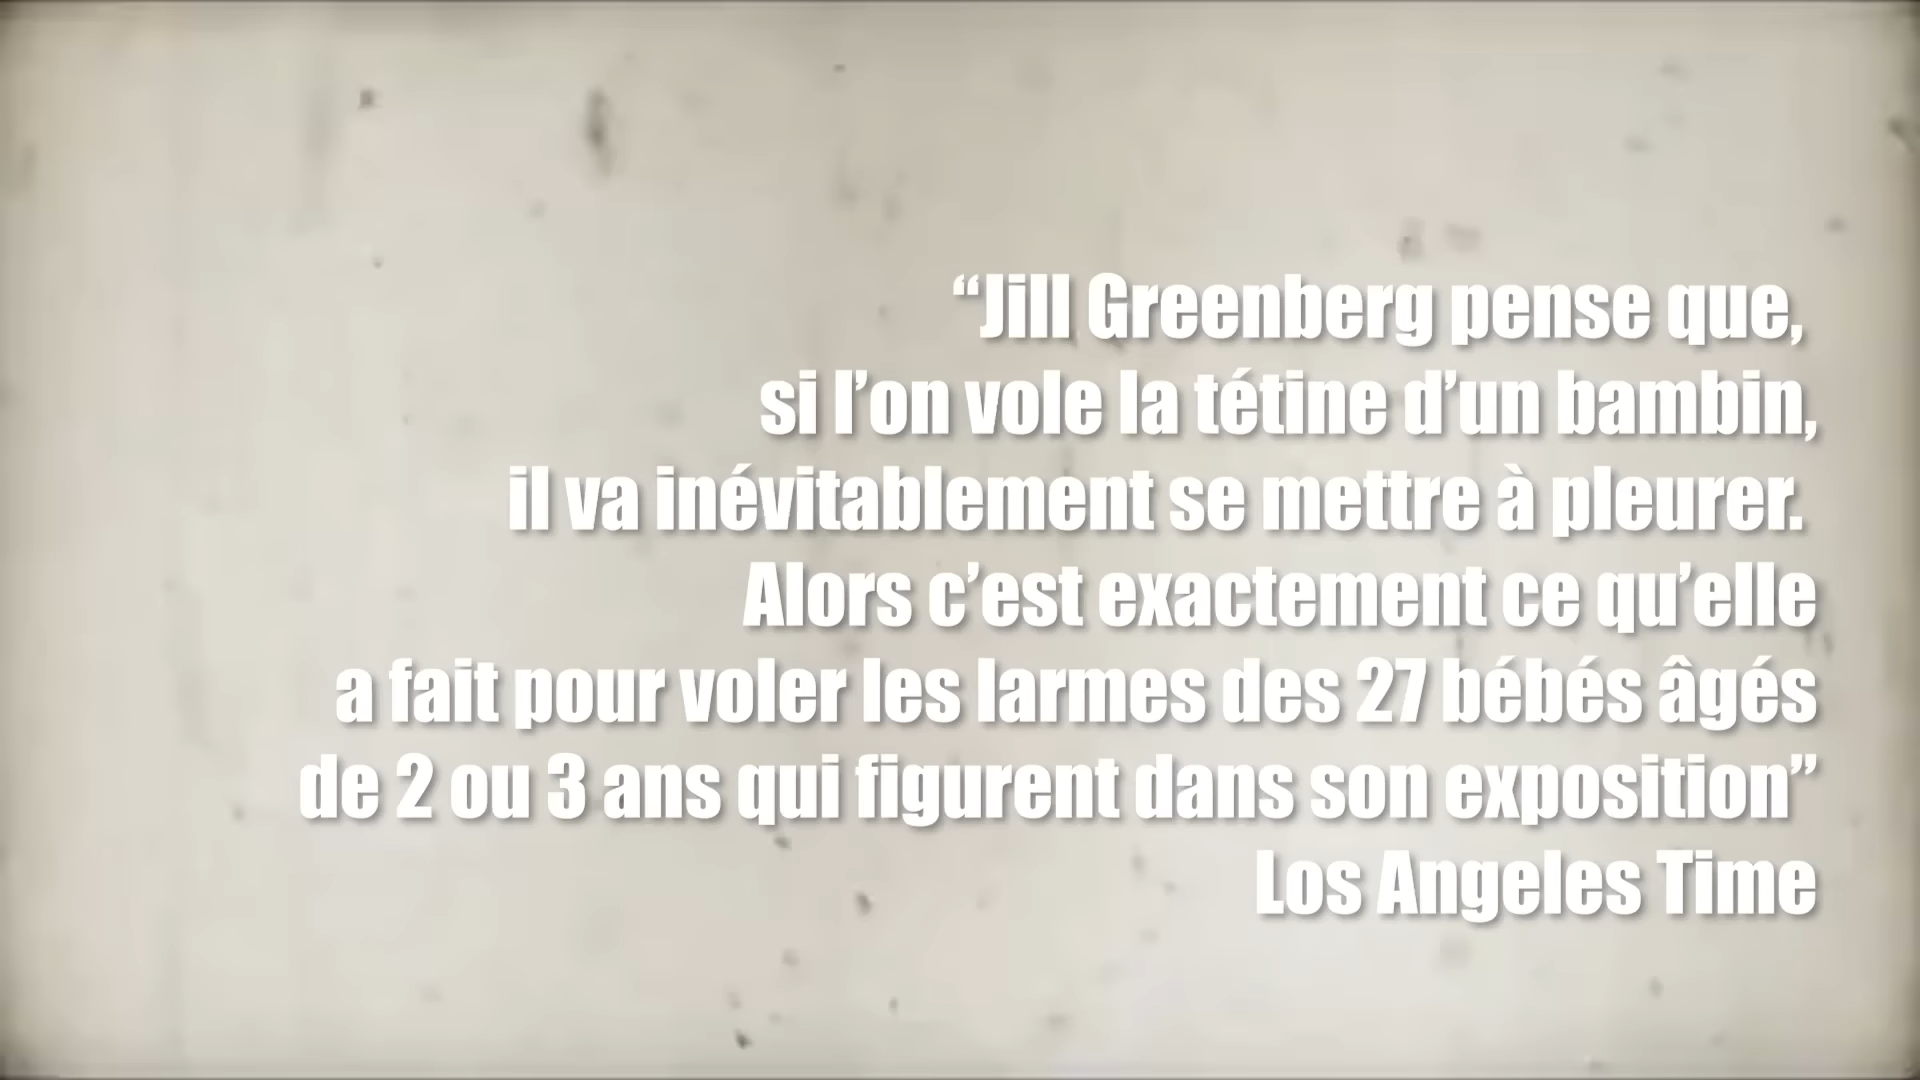 “Jill Greenberg pense que,
si l’on vole la tétine d’un bambin,
il va inévitablement se mettre à pleurer.
Alors c’est exactement ce qu’elle
a fait pour voler les larmes des 27 bébés âgés
de 2 ou 3 ans qui figurent dans son exposition”
Los Angeles Time